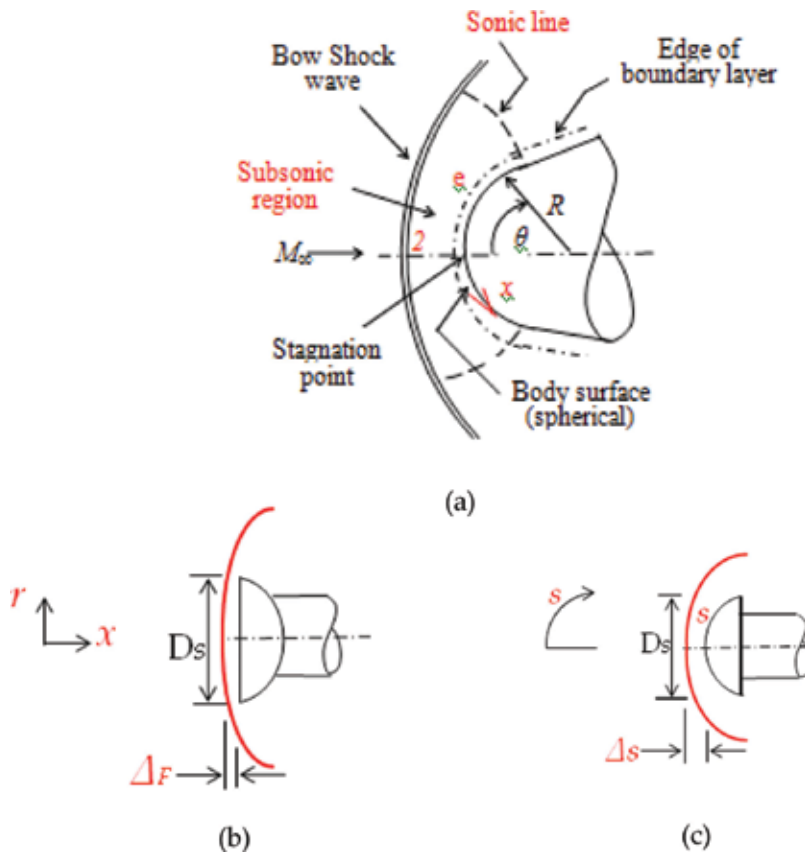 Sonic line
Bow Shock
wave
Edge of
boundary layer
Subsonic
region
e
R
θ
2
M∞
x
Stagnation
point
Body surface
(spherical)
(a)
r
x
Ds
ΔF
(b)
s
s
Ds
Δs
(c)